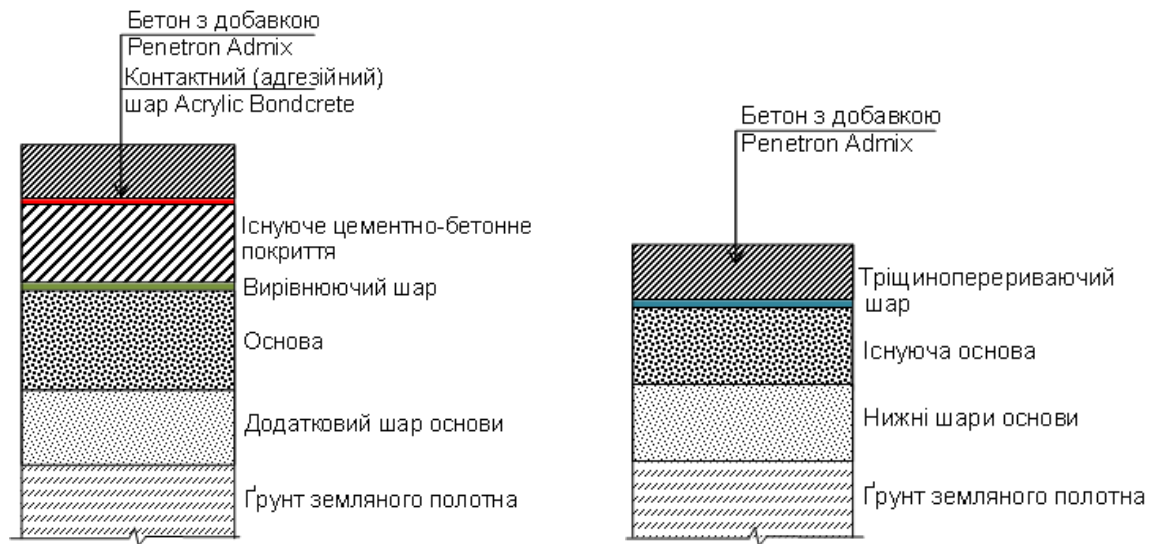 Бетон з добавкою
Penetron Admix
Контактний (адгезійний)
шар Acrylic Bondcrete
Існуюче цементно-бетонне
покриття
Вирівнюючий шар
Основа
Додатковий шар основи
Ґрунт земляного полотна
Бетон з добавкою
Penetron Admix
Тріщиноперериваючий
шар
Існуюча основа
Нижні шари основи
Ґрунт земляного полотна